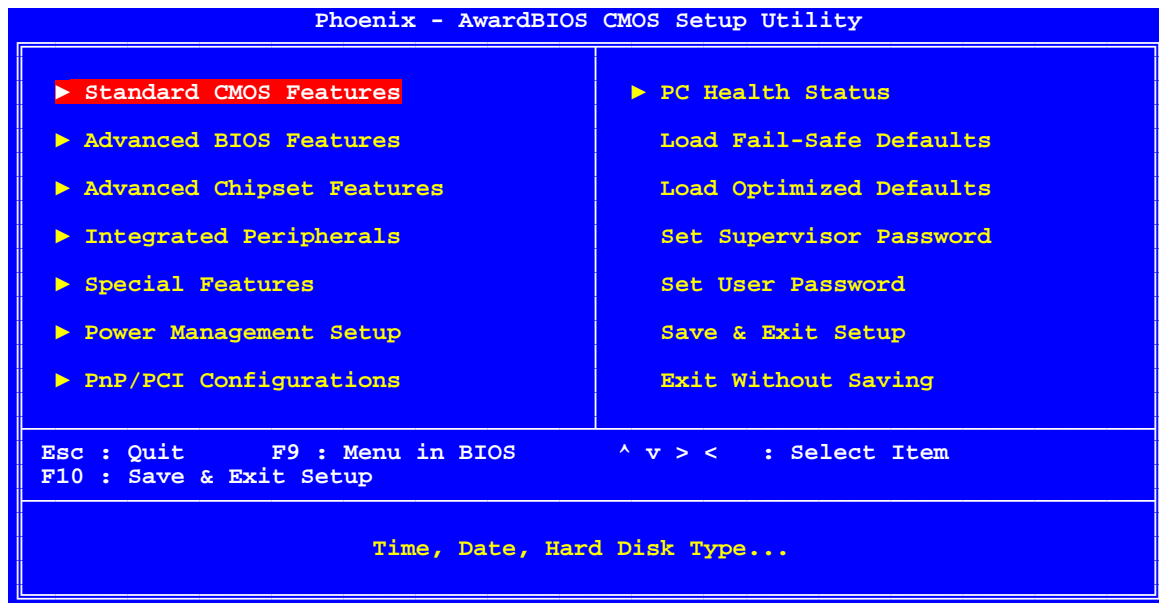 Phoenix - AwardBIOS CMOS Setup Utility
► Standard CMOS Features
► Advanced BIOS Features
► Advanced Chipset Features
► Integrated Peripherals
► Special Features
► Power Management Setup
► PnP/PCI Configurations
► PC Health Status
Load Fail-Safe Defaults
Load Optimized Defaults
Set Supervisor Password
Set User Password
Save & Exit Setup
Exit Without Saving
Esc : Quit F9 : Menu in BIOS ^ v > < : Select Item
F10 : Save & Exit Setup
Time, Date, Hard Disk Type...